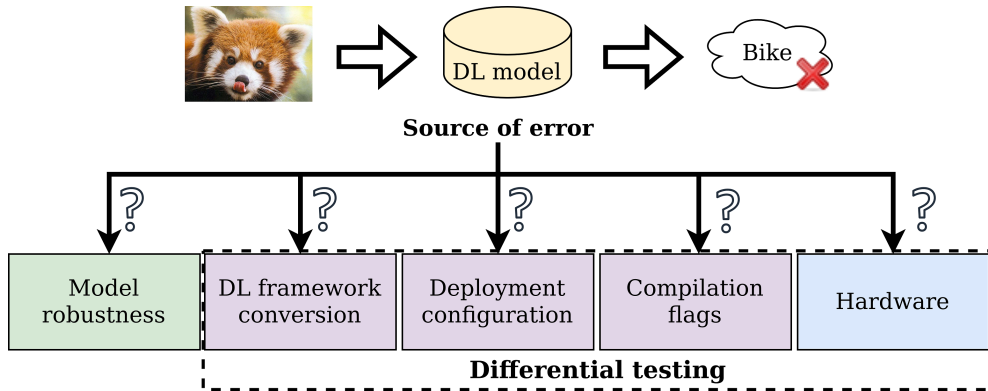 DL model
Bike
Source of error
? ? ? ? ?
Model
robustness
DL framework
conversion
Deployment
configuration
Compilation
flags
Hardware
Differential testing